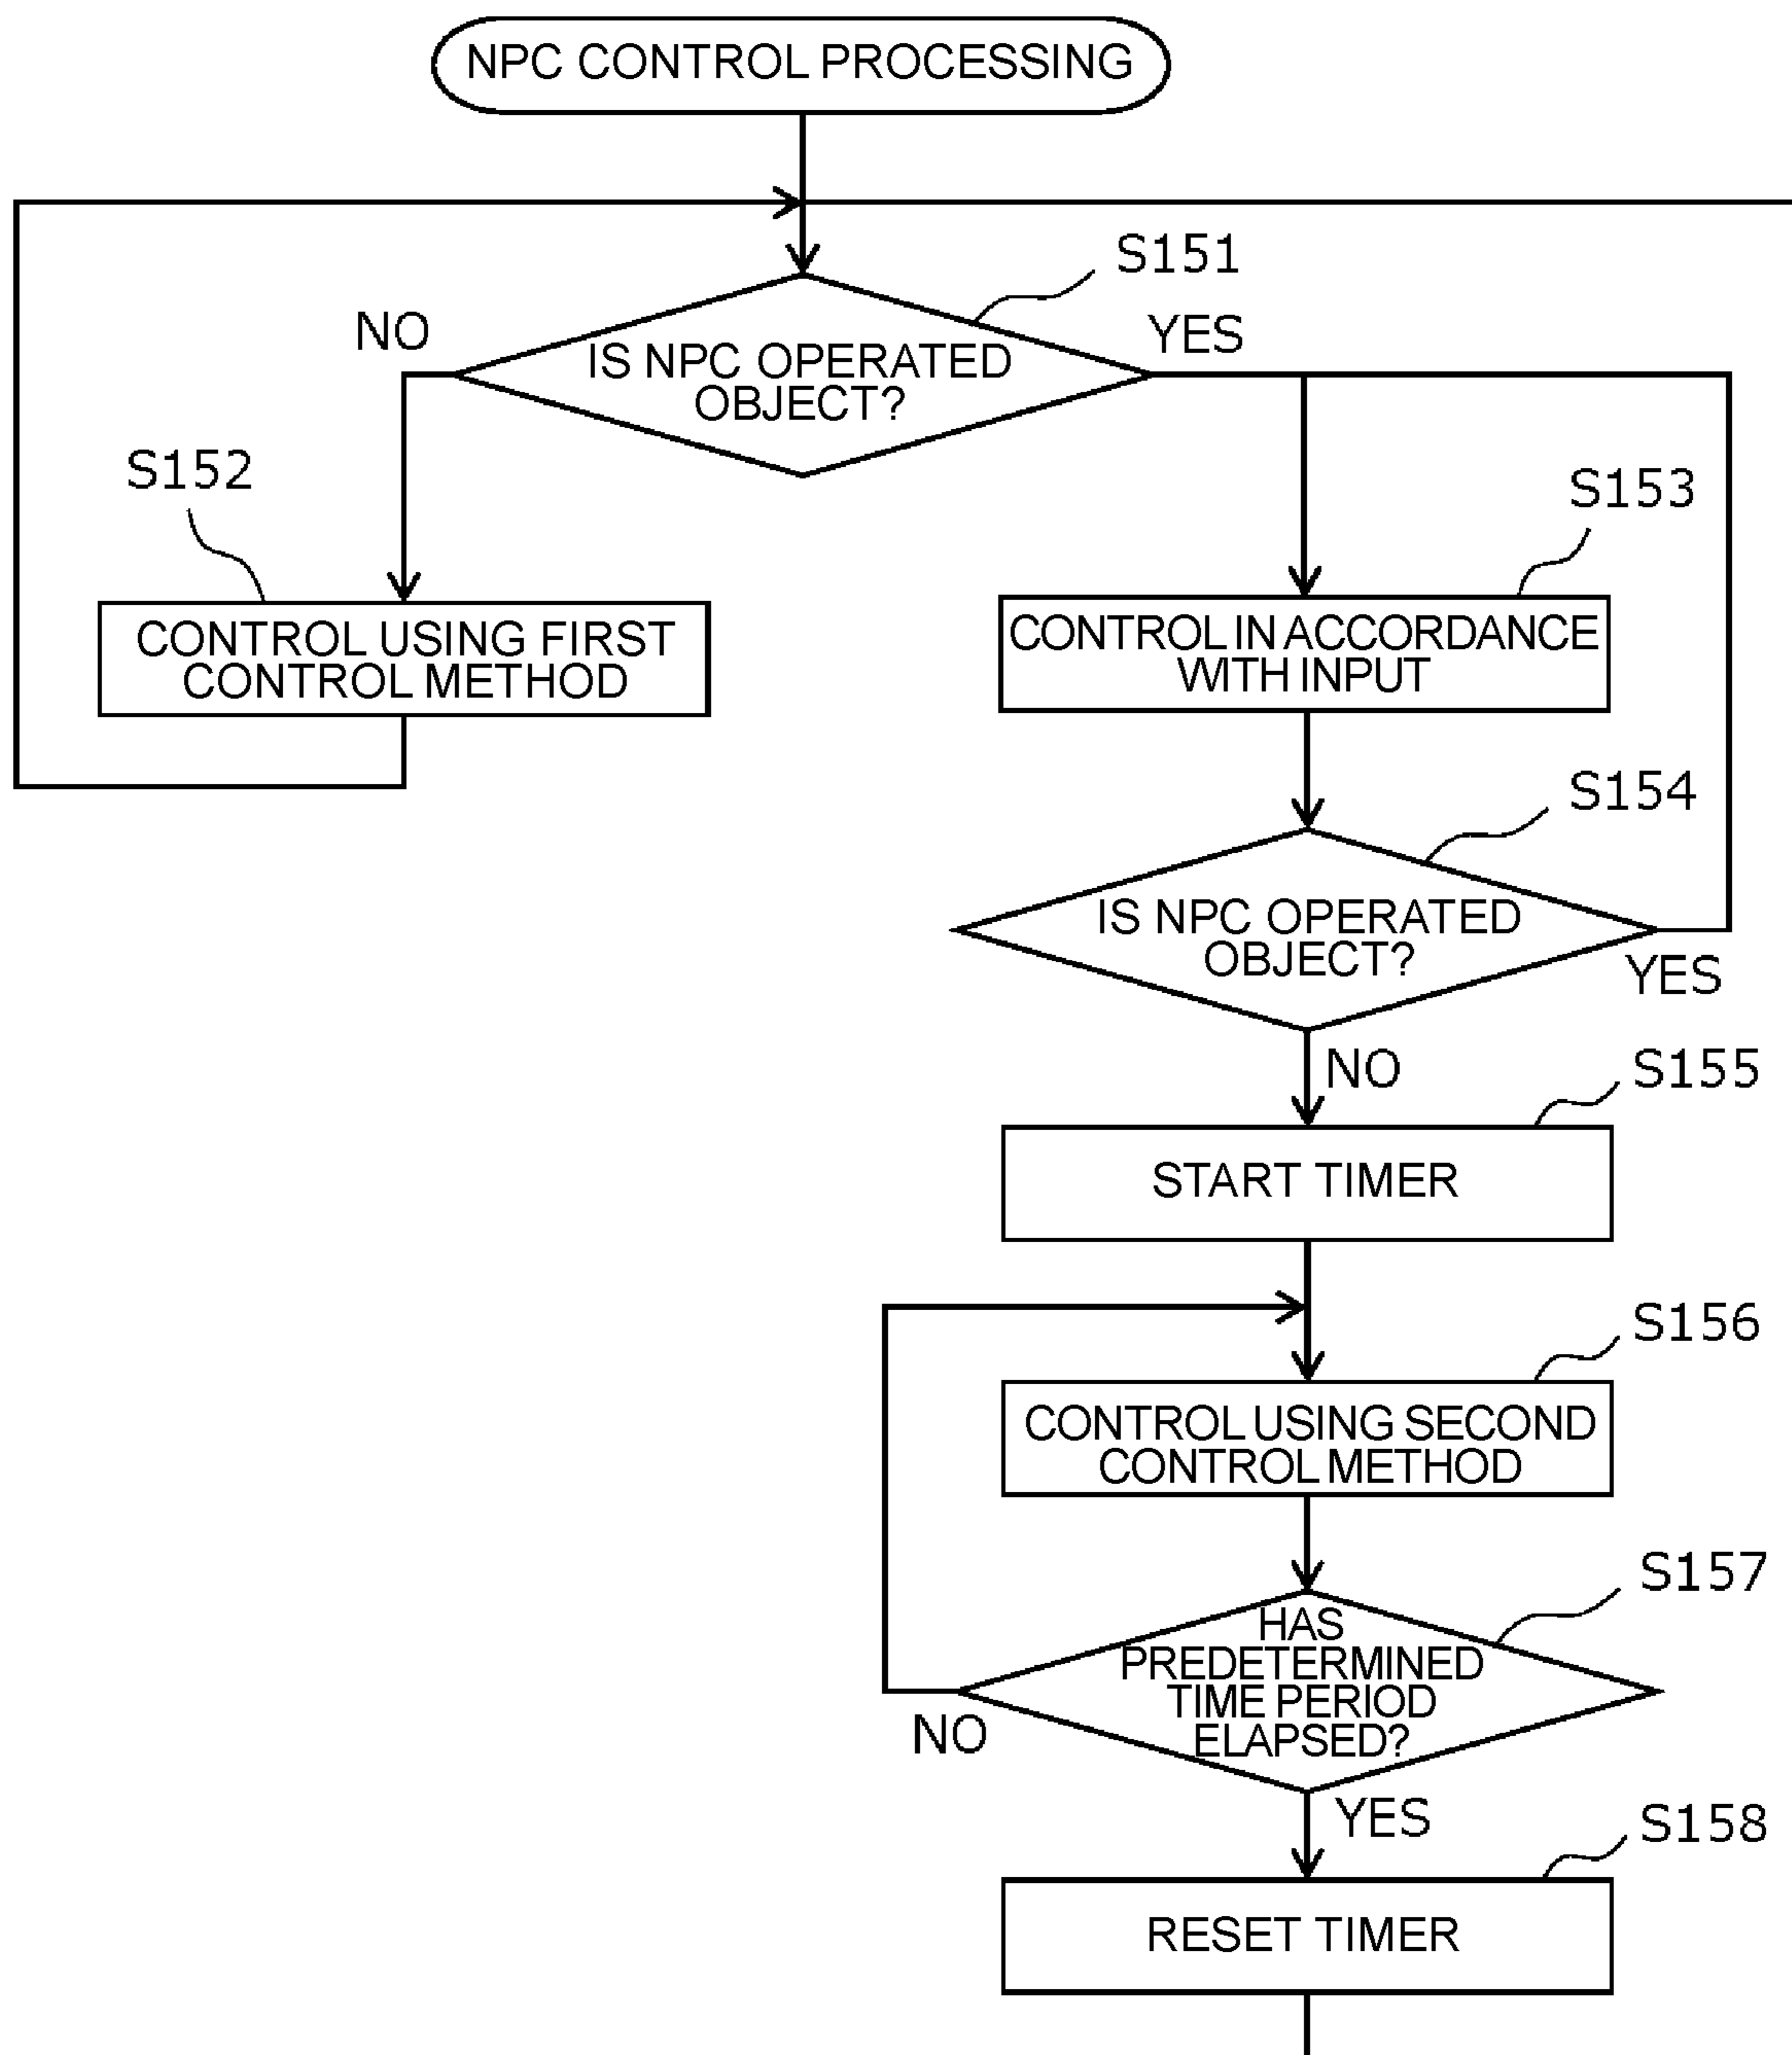 NPC CONTROL PROCESSING
S151
NO
YES
IS NPC OPERATED
OBJECT?
S152
S153
CONTROL USING FIRST
CONTROL METHOD
CONTROL IN ACCORDANCE
WITH INPUT
S154
IS NPC OPERATED
OBJECT?
YES
NO
S155
START TIMER
S156
CONTROL USING SECOND
CONTROL METHOD
S157
HAS
PREDETERMINED
TIME PERIOD
ELAPSED?
NO
YES
S158
RESET TIMER